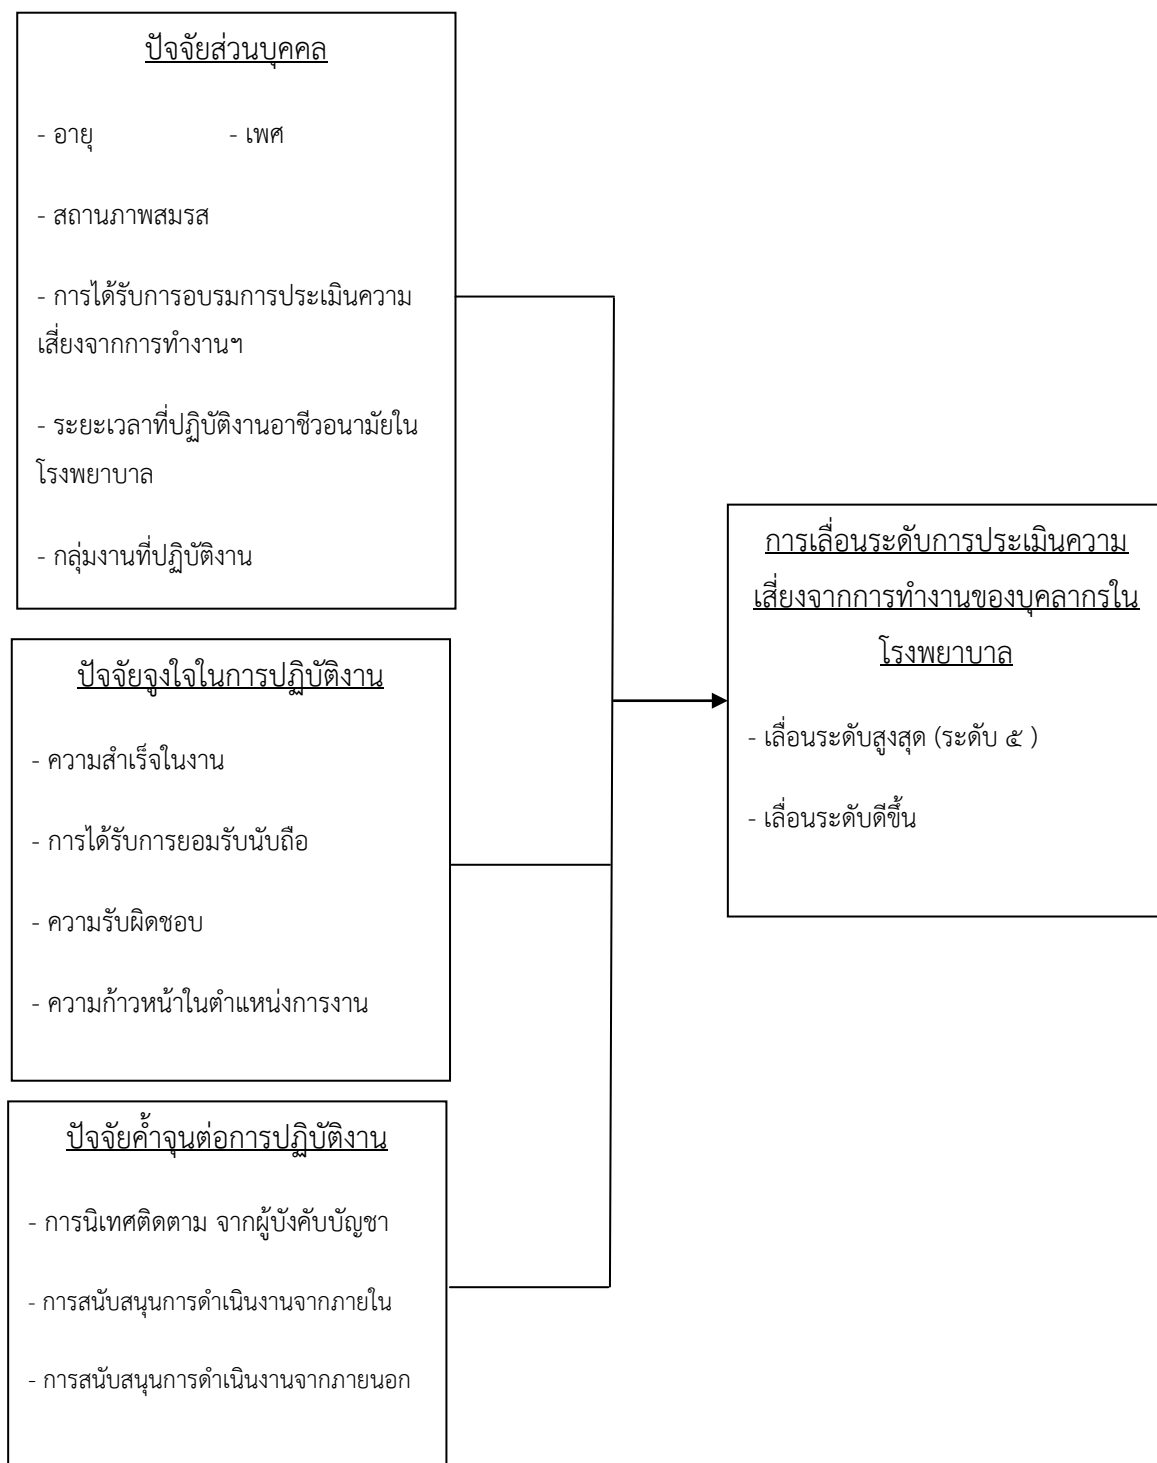 ปัจจัยส่วนบุคคล
- อายุ - เพศ
- สถานภาพสมรส
- การได้รับการอบรมการประเมินความ
เสี่ยงจากการทำงานฯ
- ระยะเวลาที่ปฏิบัติงานอาชีวอนามัยใน
โรงพยาบาล
- กลุ่มงานที่ปฏิบัติงาน
ปัจจัยจูงใจในการปฏิบัติงาน
- ความสำเร็จในงาน
- การได้รับการยอมรับนับถือ
- ความรับผิดชอบ
- ความก้าวหน้าในตำแหน่งการงาน
ปัจจัยค้ำจุนต่อการปฏิบัติงาน
- การนิเทศติดตาม จากผู้บังคับบัญชา
- การสนับสนุนการดำเนินงานจากภายใน
- การสนับสนุนการดำเนินงานจากภายนอก
การเลื่อนระดับการประเมินความ
เสี่ยงจากการทำงานของบุคลากรใน
โรงพยาบาล
- เลื่อนระดับสูงสุด (ระดับ ๕ )
- เลื่อนระดับดีขึ้น